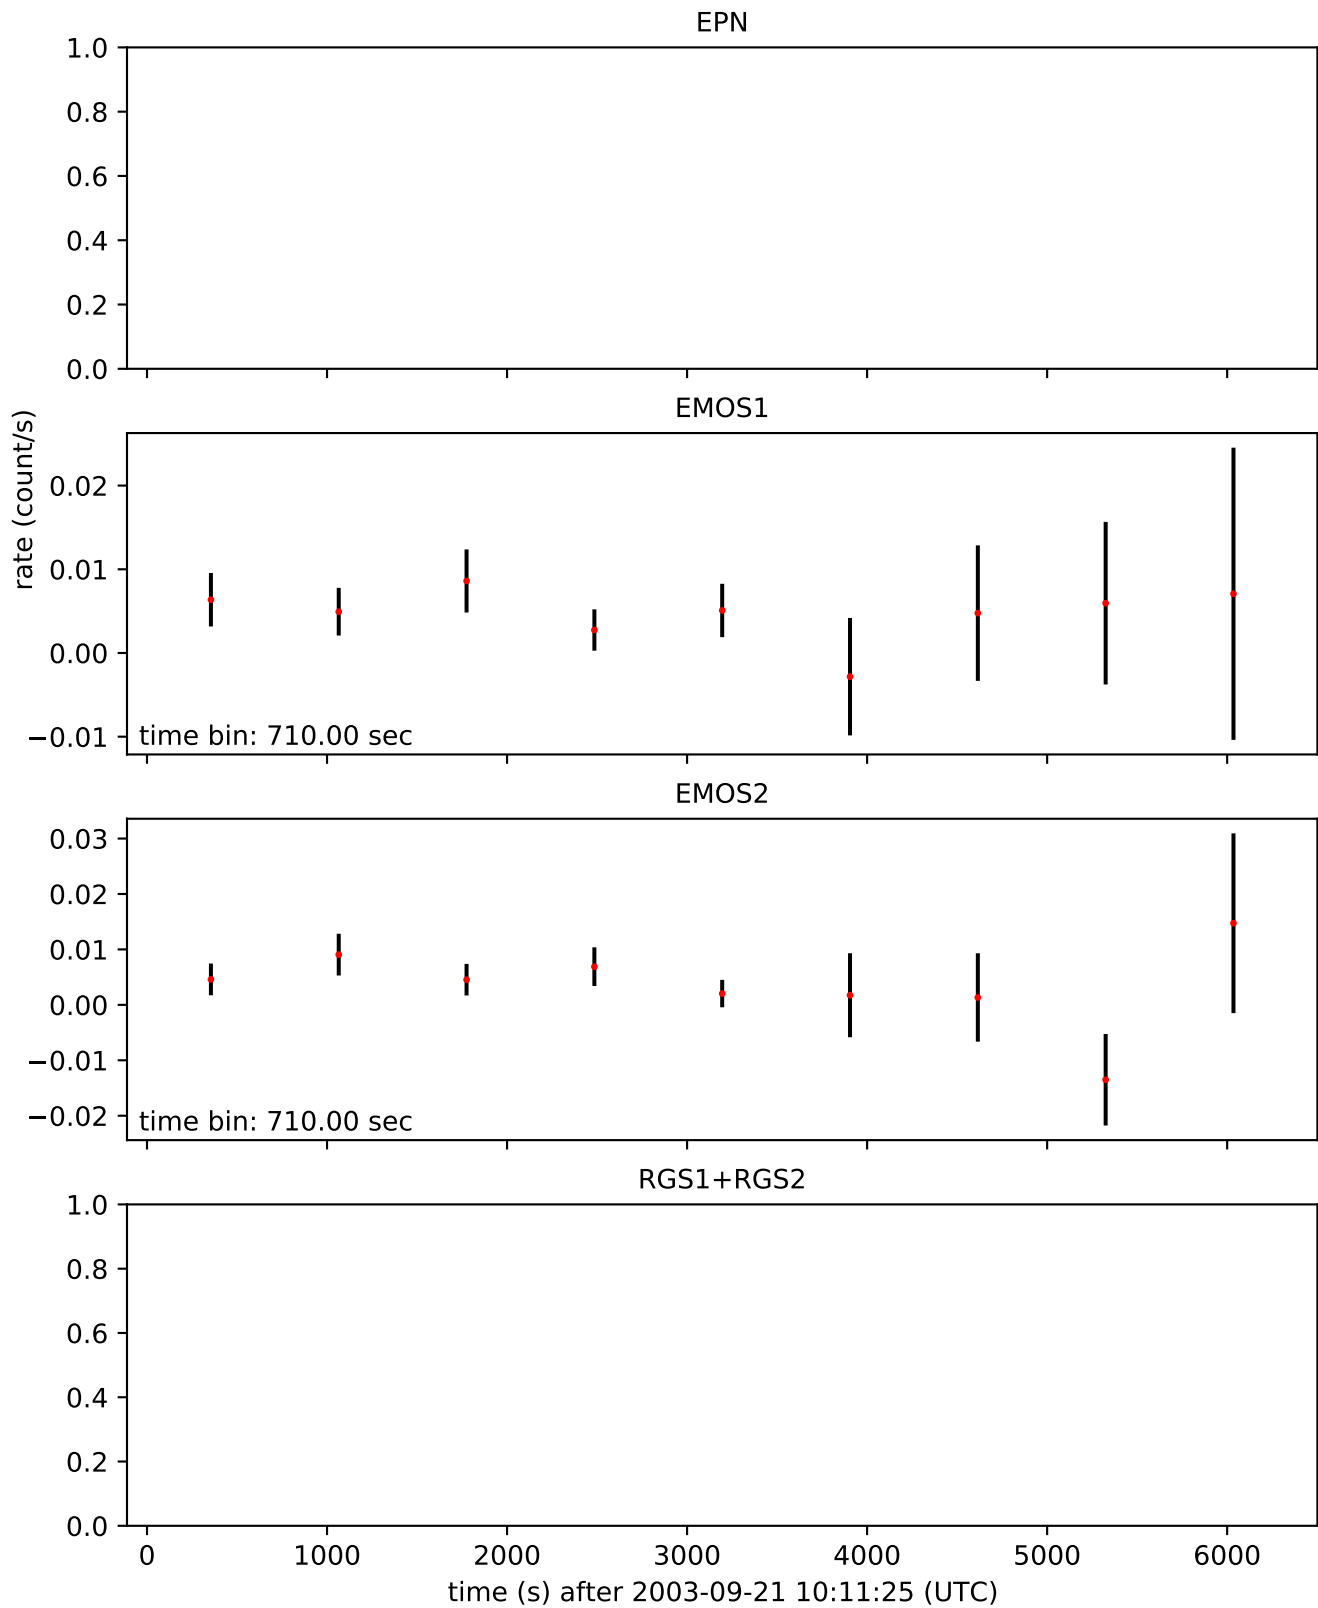 EPN
1.0
0.8
0.6
0.4
0.2
0.0
rate (count/s)
EMOS1
0.02
0.01
0.00
−0.01
time bin: 710.00 sec
EMOS2
0.03
0.02
0.01
0.00
−0.01
−0.02
time bin: 710.00 sec
RGS1+RGS2
1.0
0.8
0.6
0.4
0.2
0.0
0 1000 2000 3000 4000 5000 6000
time (s) after 2003-09-21 10:11:25 (UTC)